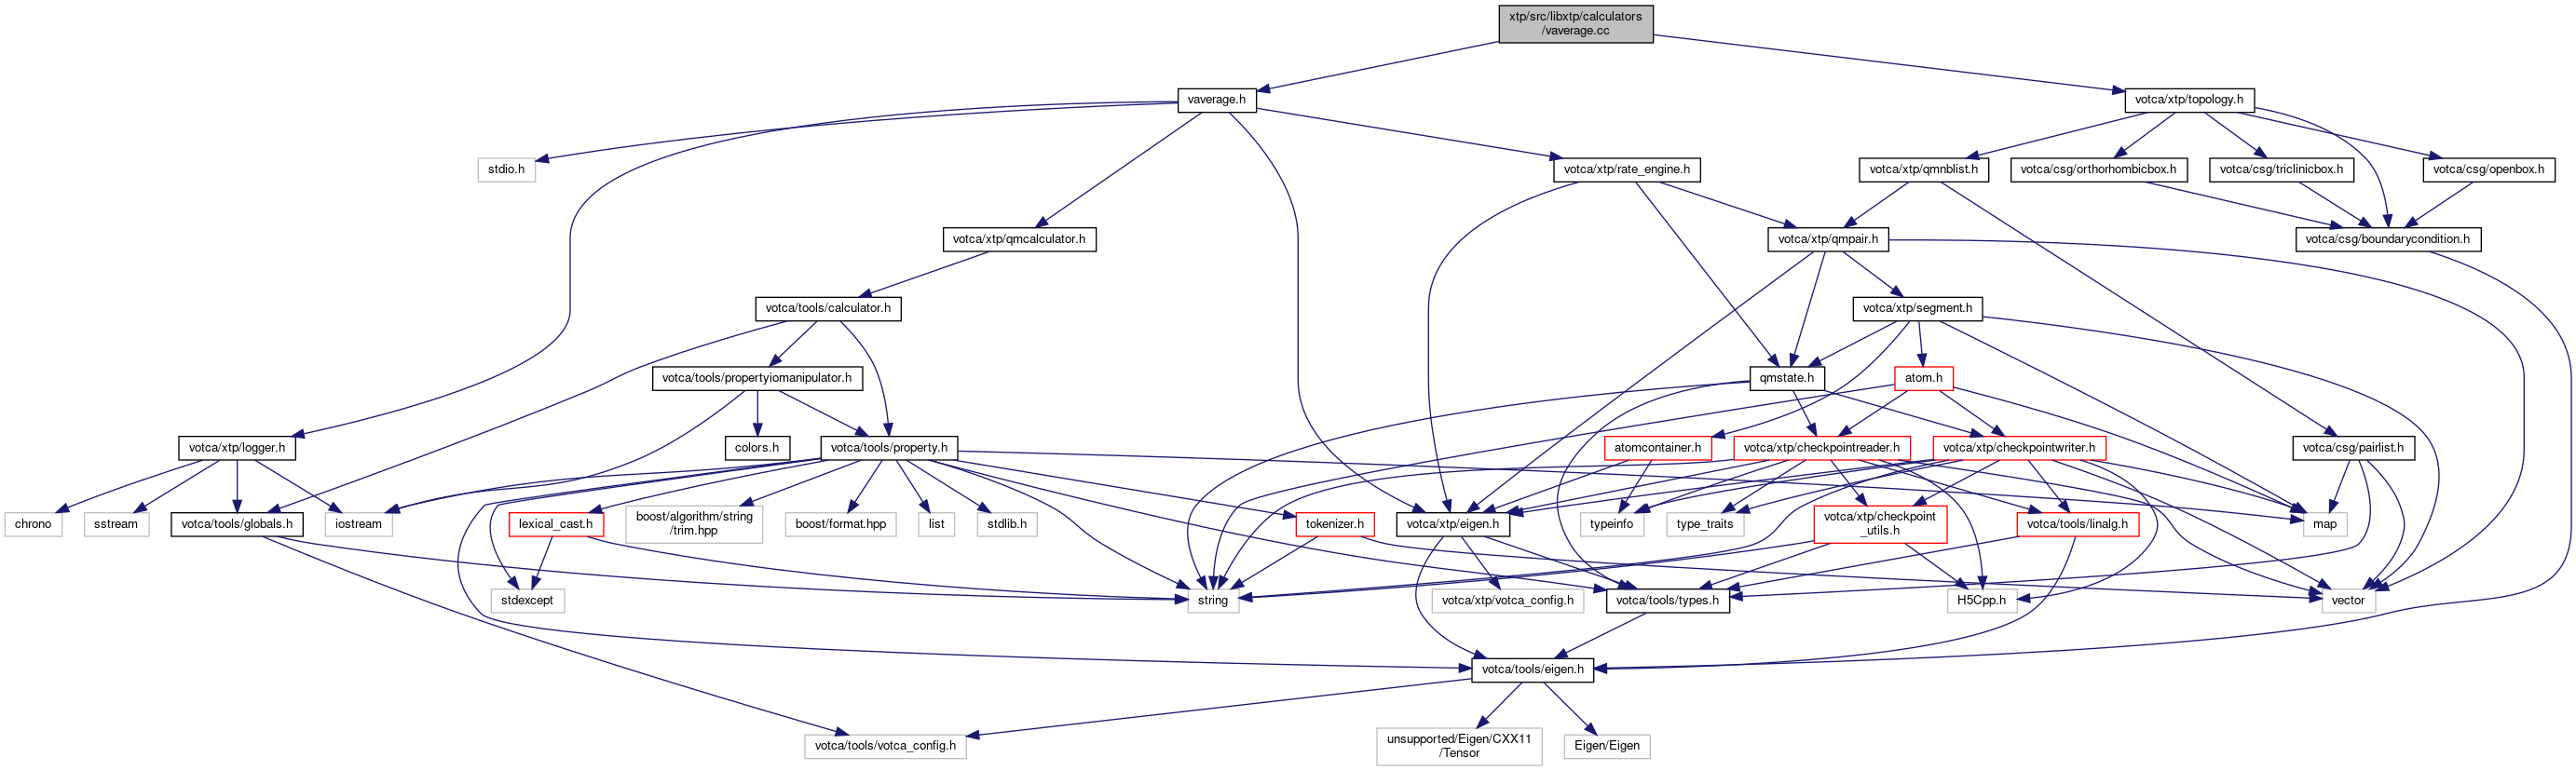 xtp/src/libxtp/calculators
/vaverage.cc
vaverage.h
votca/xtp/topology.h
stdio.h
votca/xtp/rate_engine.h
votca/xtp/qmnblist.h
votca/csg/orthorhombicbox.h
votca/csg/triclinicbox.h
votca/csg/openbox.h
votca/xtp/qmcalculator.h
votca/xtp/qmpair.h
votca/csg/boundarycondition.h
votca/tools/calculator.h
votca/xtp/segment.h
votca/tools/propertyiomanipulator.h
qmstate.h
atom.h
votca/xtp/logger.h
colors.h
votca/tools/property.h
atomcontainer.h
votca/xtp/checkpointreader.h
votca/xtp/checkpointwriter.h
votca/csg/pairlist.h
chrono
sstream
votca/tools/globals.h
iostream
lexical_cast.h
boost/algorithm/string
/trim.hpp
boost/format.hpp
list
stdlib.h
tokenizer.h
votca/xtp/eigen.h
typeinfo
type_traits
votca/xtp/checkpoint
_utils.h
votca/tools/linalg.h
map
stdexcept
string
votca/xtp/votca_config.h
votca/tools/types.h
H5Cpp.h
vector
votca/tools/eigen.h
votca/tools/votca_config.h
unsupported/Eigen/CXX11
/Tensor
Eigen/Eigen